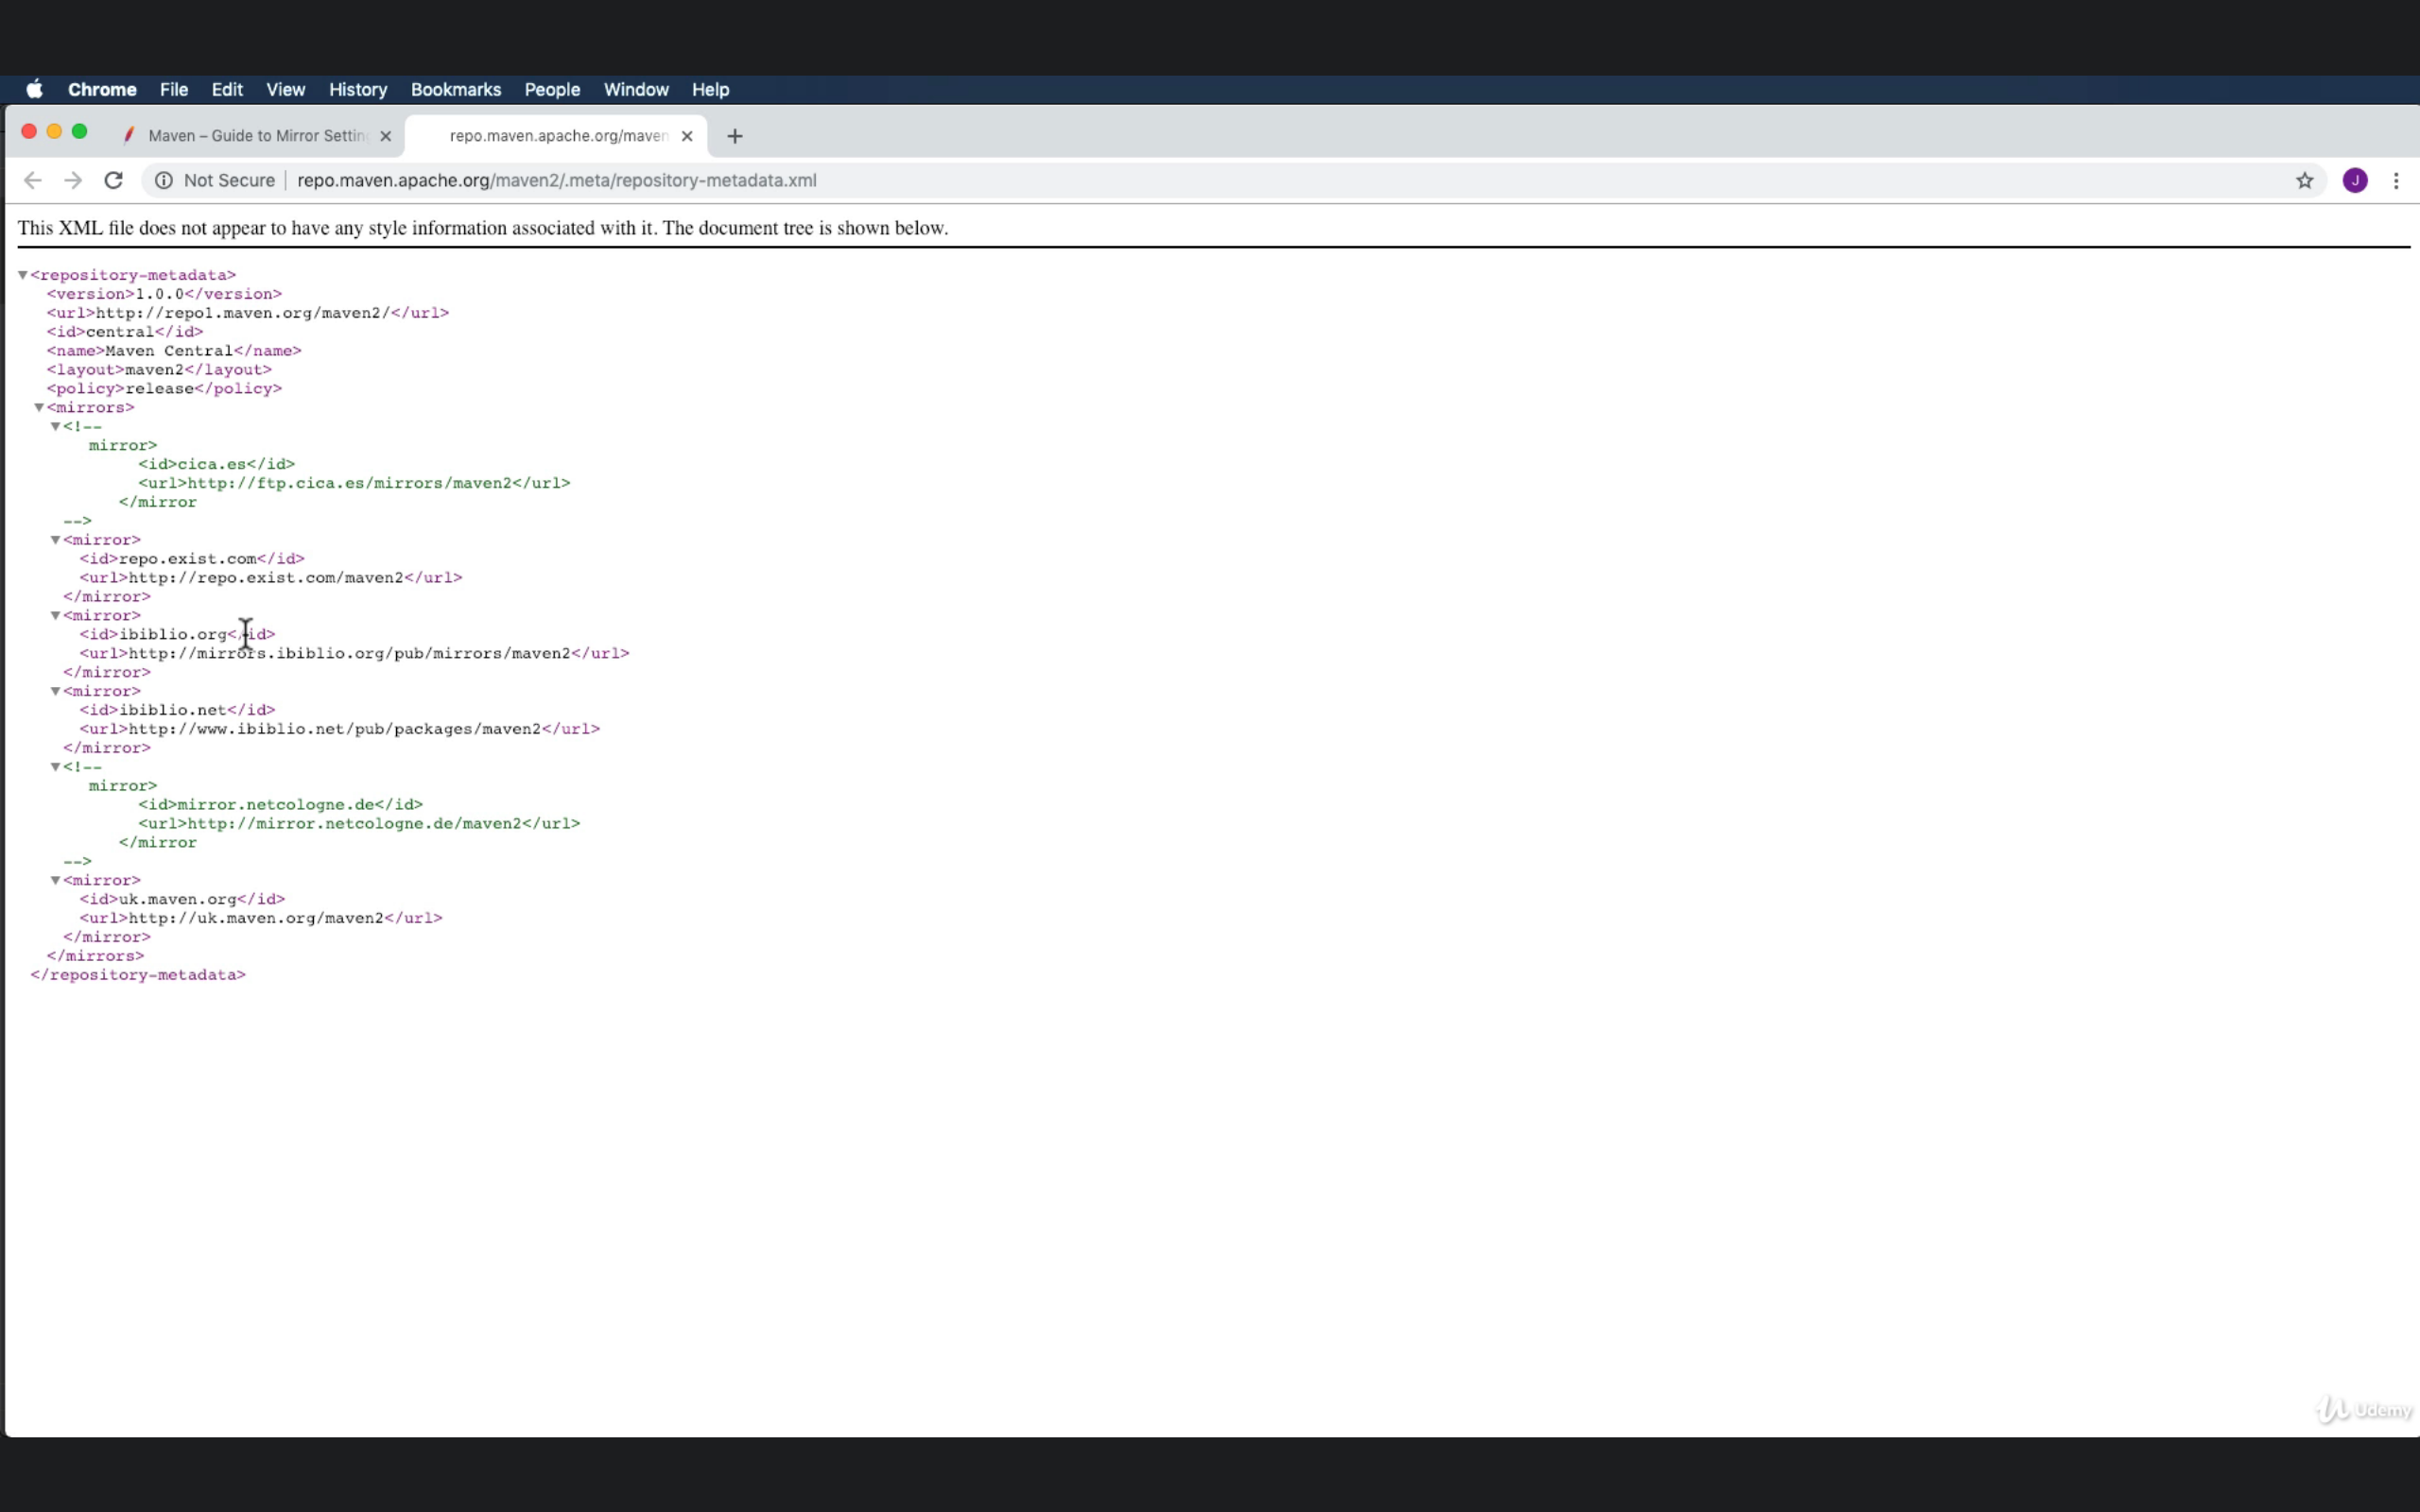 Chrome File Edit View History Bookmarks People Window Help
Maven – Guide to Mirror Settin
repo.maven.apache.org/maven
Not Secure repo.maven.apache.org/maven2/.meta/repository-metadata.xml J
This XML file does not appear to have any style information associated with it. The document tree is shown below.
<repository-metadata>
<version>1.0.0</version>
<url>http://repo1.maven.org/maven2/</url>
<id>central</id>
<name>Maven Central</name>
<layout>maven2</layout>
<policy>release</policy>
<mirrors>
<!--
mirror>
<id>cica.es</id>
<url>http://ftp.cica.es/mirrors/maven2</url>
</mirror
-->
<mirror>
<id>repo.exist.com</id>
<url>http://repo.exist.com/maven2</url>
</mirror>
<mirror>
<id>ibiblio.org</id>
<url>http://mirrors.ibiblio.org/pub/mirrors/maven2</url>
</mirror>
<mirror>
<id>ibiblio.net</id>
<url>http://www.ibiblio.net/pub/packages/maven2</url>
</mirror>
<!--
mirror>
<id>mirror.netcologne.de</id>
<url>http://mirror.netcologne.de/maven2</url>
</mirror
-->
<mirror>
<id>uk.maven.org</id>
<url>http://uk.maven.org/maven2</url>
</mirror>
</mirrors>
</repository-metadata>
Udemy